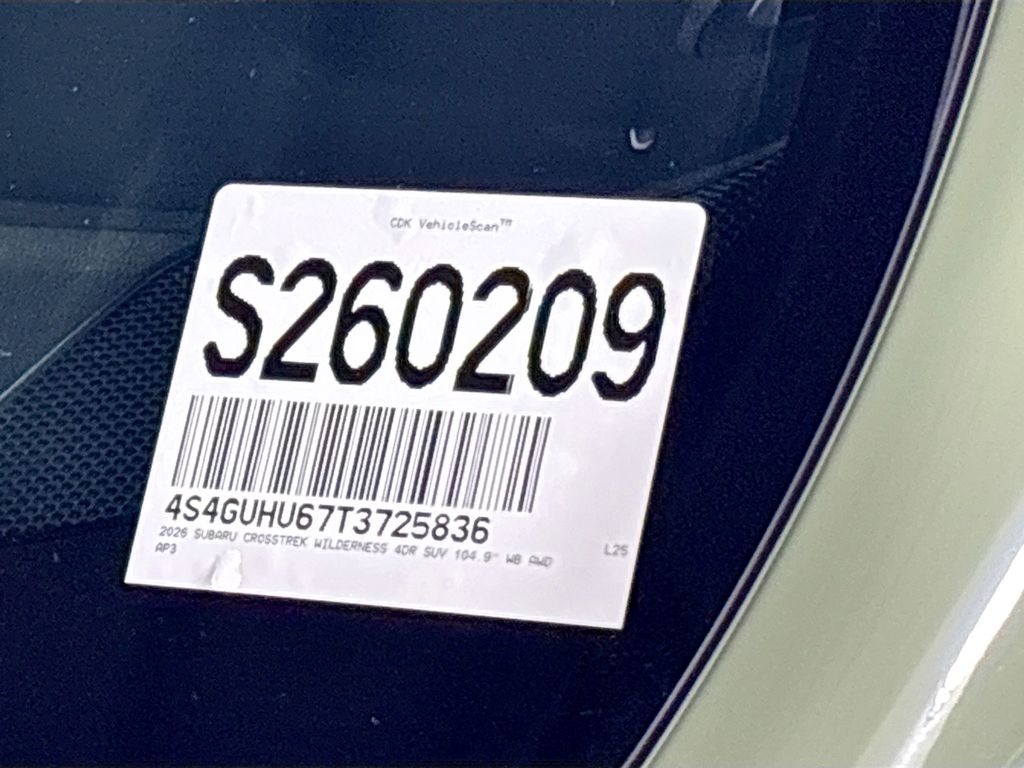 CDK VehicleScan™
S260209
4S4GUHU67T3725836
2026 SUBARU CROSSTREK WILDERNESS 4DR SUV 104.9" WB AWD
AP3
L25